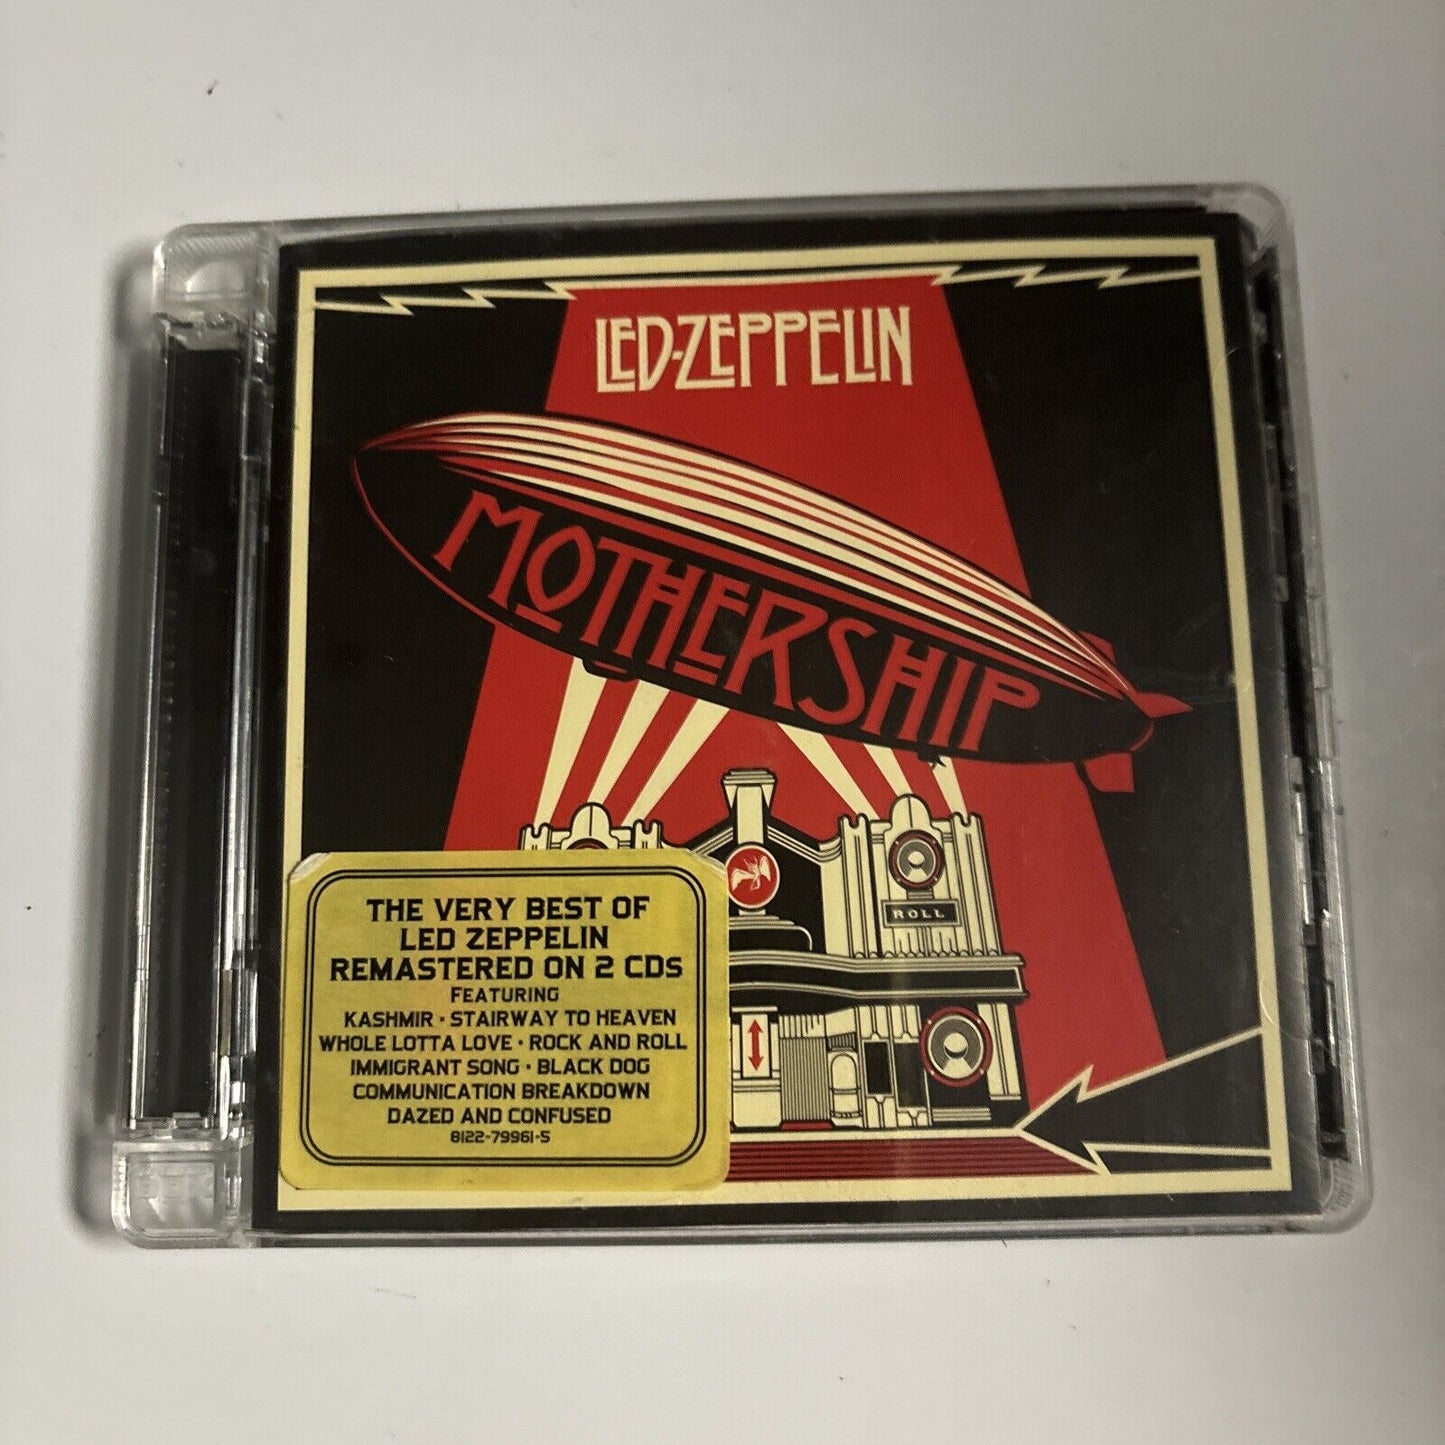 LED-ZEPPELIN
MOTHERSHIP
ROLL
THE VERY BEST OF
LED ZEPPELIN
REMASTERED ON 2 CDS
FEATURING
KASHMIR · STAIRWAY TO HEAVEN
WHOLE LOTTA LOVE · ROCK AND ROLL
IMMIGRANT SONG · BLACK DOG
COMMUNICATION BREAKDOWN
DAZED AND CONFUSED
8122-79961-5